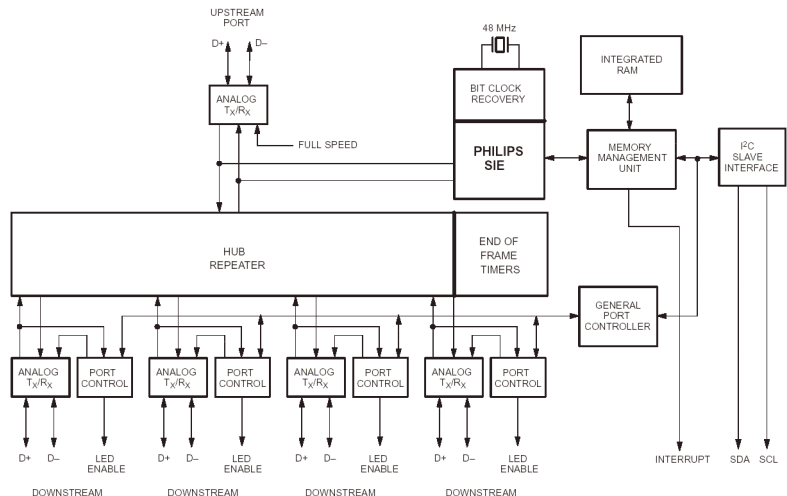 UPSTREAM
PORT
D+ D–
48 MHz
ANALOG
TX/RX
BIT CLOCK
RECOVERY
INTEGRATED
RAM
FULL SPEED
PHILIPS
SIE
MEMORY
MANAGEMENT
UNIT
I2C
SLAVE
INTERFACE
HUB
REPEATER
END OF
FRAME
TIMERS
GENERAL
PORT
CONTROLLER
ANALOG
TX/RX
PORT
CONTROL
ANALOG
TX/RX
PORT
CONTROL
ANALOG
TX/RX
PORT
CONTROL
ANALOG
TX/RX
PORT
CONTROL
D+ D–
LED
ENABLE
D+ D–
LED
ENABLE
D+ D–
LED
ENABLE
D+ D–
LED
ENABLE
INTERRUPT
SDA
SCL
DOWNSTREAM
DOWNSTREAM
DOWNSTREAM
DOWNSTREAM